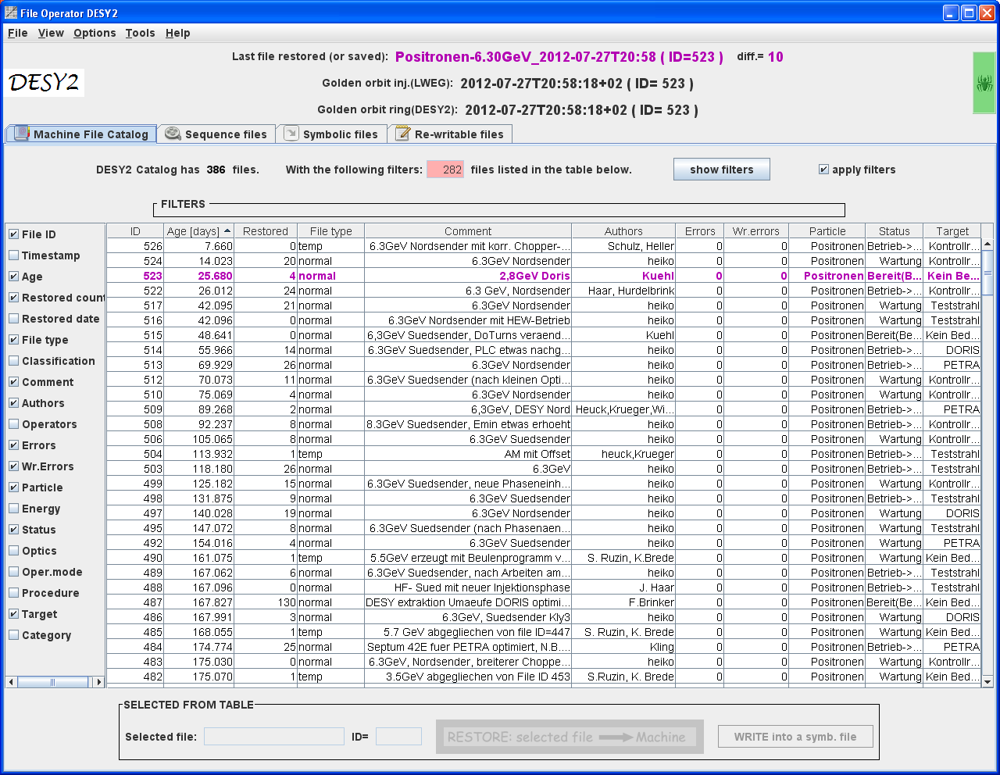 File Operator DESY2
File View Options Tools Help
Last file restored (or saved): Positronen-6.30GeV_2012-07-27T20:58 ( ID=523 ) diff.= 10
DESY2
Golden orbit inj.(LWEG): 2012-07-27T20:58:18+02 ( ID= 523 )
Golden orbit ring(DESY2): 2012-07-27T20:58:18+02 ( ID= 523 )
Machine File Catalog Sequence files Symbolic files Re-writable files
DESY2 Catalog has 386 files. With the following filters: 282 files listed in the table below. show filters apply filters
FILTERS
File ID
Timestamp
Age
Restored count
Restored date
File type
Classification
Comment
Authors
Operators
Errors
Wr.Errors
Particle
Energy
Status
Optics
Oper.mode
Procedure
Target
Category
ID Age [days] Restored File type Comment Authors Errors Wr.errors Particle Status Target
526 7.660 0 temp 6.3GeV Nordsender mit korr. Chopper-... Schulz, Heller 0 0 Positronen Betrieb->... Kontrollr...
524 14.023 20 normal 6.3GeV Nordsender heiko 0 0 Positronen Wartung Kontrollr...
523 25.680 4 normal 2,8GeV Doris Kuehl 0 0 Positronen Bereit(B... Kein Be...
522 26.012 24 normal 6.3 GeV, Nordsender Haar, Hurdelbrink 0 0 Positronen Betrieb->... Kontrollr...
517 42.095 21 normal 6.3GeV Nordsender heiko 0 0 Positronen Wartung Teststrahl
516 42.096 0 normal 6.3GeV Nordsender mit HEW-Betrieb heiko 0 0 Positronen Wartung Teststrahl
515 48.641 0 normal 6,3GeV Suedsender, DoTurns veraend... Kuehl 0 0 Positronen Bereit(Be... Kein Bed...
514 55.966 14 normal 6.3GeV Suedsender, PLC etwas nachg... heiko 0 0 Positronen Betrieb->... DORIS
513 69.929 26 normal 6.3GeV Nordsender heiko 0 0 Positronen Betrieb->... PETRA
512 70.073 11 normal 6.3GeV Suedsender (nach kleinen Opti... heiko 0 0 Positronen Wartung Kontrollr...
510 75.069 4 normal 6.3GeV Nordsender heiko 0 0 Positronen Wartung Kontrollr...
509 89.268 2 normal 6,3GeV, DESY Nord Heuck,Krueger,Wi... 0 0 Positronen Betrieb->... PETRA
508 92.237 8 normal 8.3GeV Suedsender, Emin etwas erhoeht heiko 0 0 Positronen Betrieb->... Kontrollr...
506 105.065 8 normal 6.3GeV Suedsender heiko 0 0 Positronen Wartung Kontrollr...
504 113.932 1 temp AM mit Offset heuck,Krueger 0 0 Positronen Betrieb->... Teststrahl
503 118.180 26 normal 6.3GeV heiko 0 0 Positronen Betrieb->... Teststrahl
499 125.182 15 normal 6.3GeV Suedsender, neue Phaseneinh... heiko 0 0 Positronen Wartung Kontrollr...
498 131.875 9 normal 6.3GeV Suedsender heiko 0 0 Positronen Betrieb->... Teststrahl
497 140.028 19 normal 6.3GeV Nordsender heiko 0 0 Positronen Wartung DORIS
495 147.072 8 normal 6.3GeV Suedsender (nach Phasenaen... heiko 0 0 Positronen Wartung Teststrahl
492 154.016 4 normal 6.3GeV Suedsender heiko 0 0 Positronen Wartung PETRA
490 161.075 1 temp 5.5GeV erzeugt mit Beulenprogramm v... S. Ruzin, K.Brede 0 0 Positronen Wartung Kein Bed...
489 167.062 6 normal 6.3GeV Suedsender, nach Arbeiten am... heiko 0 0 Positronen Betrieb->... Teststrahl
488 167.096 0 normal HF- Sued mit neuer Injektionsphase J. Haar 0 0 Positronen Betrieb->... Teststrahl
487 167.827 130 normal DESY extraktion Umaeufe DORIS optimi... F.Brinker 0 0 Positronen Bereit(Be... Kein Bed...
486 167.991 3 normal 6.3GeV, Suedsender Kly3 heiko 0 0 Positronen Wartung DORIS
485 168.055 1 temp 5.7 GeV abgegliechen von file ID=447 S. Ruzin, K. Brede 0 0 Positronen Wartung Kein Bed...
484 174.774 25 normal Septum 42E fuer PETRA optimiert, N.B.... Kling 0 0 Positronen Betrieb->... PETRA
483 175.030 0 normal 6.3GeV, Nordsender, breiterer Choppe... heiko 0 0 Positronen Wartung Kontrollr...
482 175.070 1 temp 3.5GeV abgegliechen von File ID 453 S.Ruzin, K. Brede 0 0 Positronen Wartung Kein Bed...
SELECTED FROM TABLE
Selected file: ID= RESTORE: selected file Machine WRITE into a symb. file